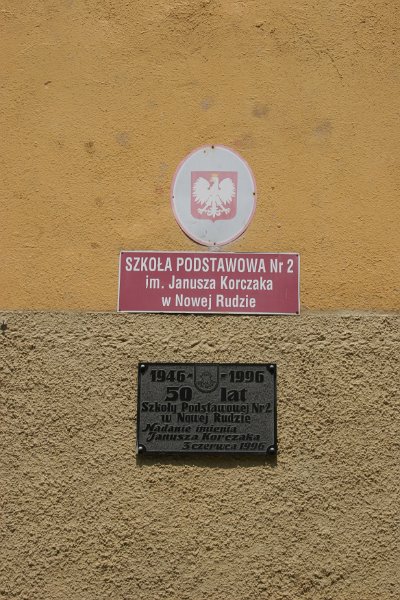 SZKOŁA PODSTAWOWA Nr 2
im. Janusza Korczaka
w Nowej Rudzie
1946 - 1996
50 lat
Szkoły Podstawowej Nr 2
w Nowej Rudzie
Nadanie imienia
Janusza Korczaka
3 czerwca 1996